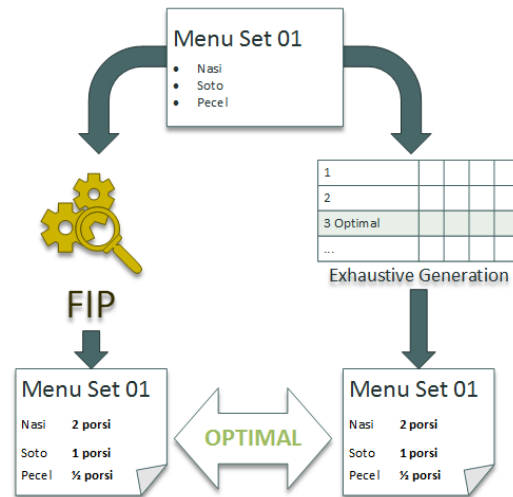 Menu Set 01
• Nasi
• Soto
• Pecel
FIP
1
2
3 Optimal
...
Exhaustive Generation
Menu Set 01
Nasi 2 porsi
Soto 1 porsi
Pecel ½ porsi
OPTIMAL
Menu Set 01
Nasi 2 porsi
Soto 1 porsi
Pecel ½ porsi